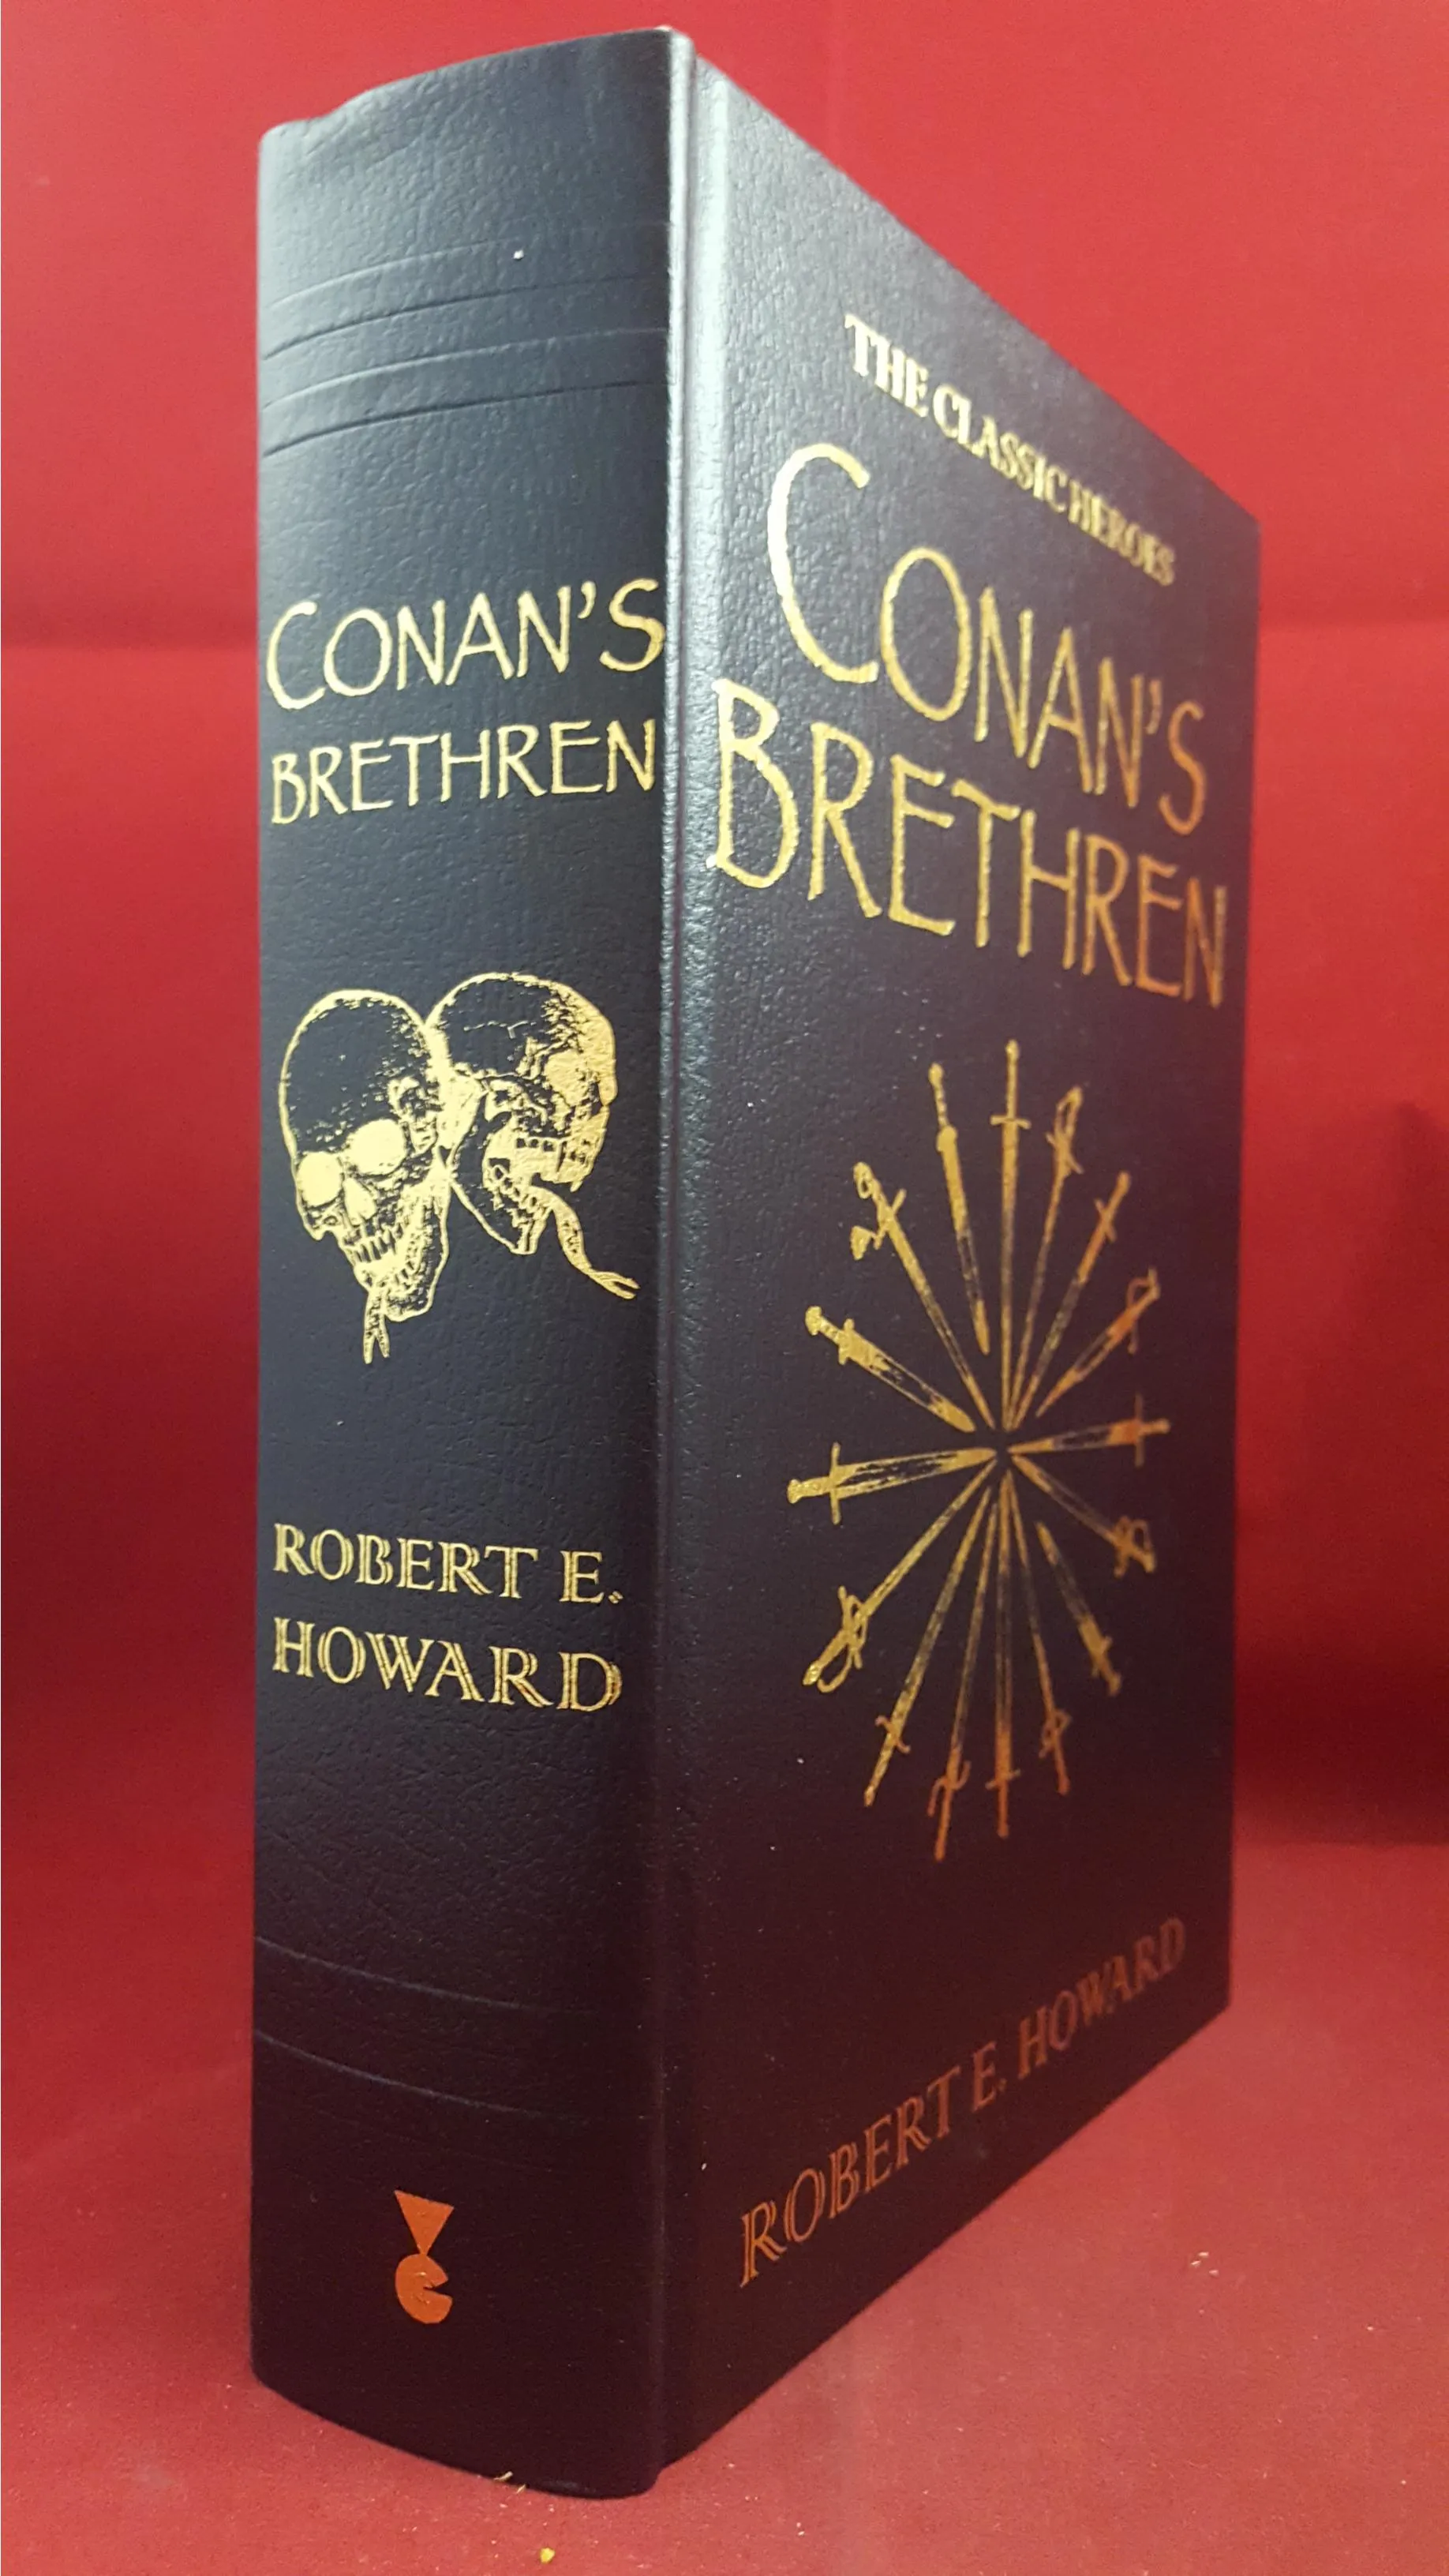 CONAN'S
BRETHREN
ROBERT E.
HOWARD
THE CLASSIC HEROES
CONAN'S
BRETHREN
ROBERT E. HOWARD